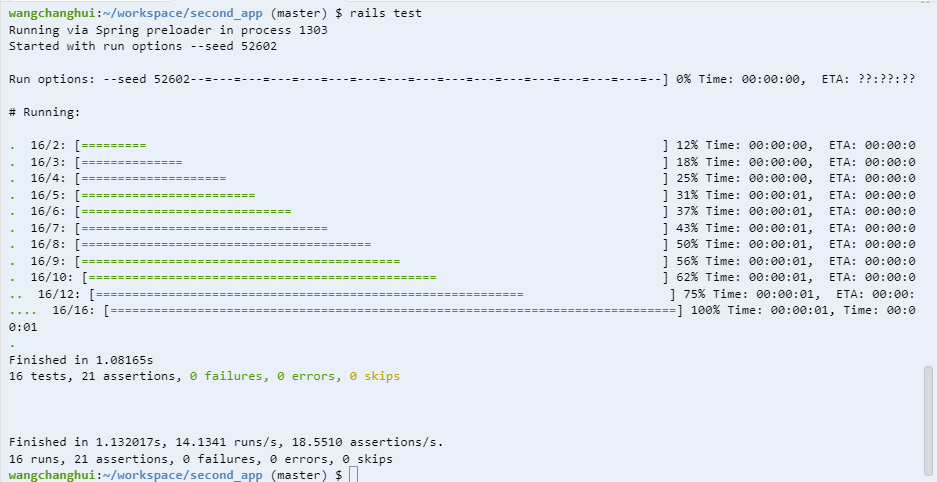 wangchanghui:~/workspace/second_app (master) $ rails test
Running via Spring preloader in process 1303
Started with run options --seed 52602
Run options: --seed 52602--=---=---=---=---=---=---=---=---=---=---=---=---=---=---=---=--] 0% Time: 00:00:00,  ETA: ??:??:??
# Running:
.  16/2: [=========                                                                        ] 12% Time: 00:00:00,  ETA: 00:00:0
.  16/3: [==============                                                                   ] 18% Time: 00:00:00,  ETA: 00:00:0
.  16/4: [====================                                                             ] 25% Time: 00:00:00,  ETA: 00:00:0
.  16/5: [========================                                                         ] 31% Time: 00:00:01,  ETA: 00:00:0
.  16/6: [=============================                                                    ] 37% Time: 00:00:01,  ETA: 00:00:0
.  16/7: [==================================                                               ] 43% Time: 00:00:01,  ETA: 00:00:0
.  16/8: [========================================                                         ] 50% Time: 00:00:01,  ETA: 00:00:0
.  16/9: [============================================                                     ] 56% Time: 00:00:01,  ETA: 00:00:0
.  16/10: [================================================                                ] 62% Time: 00:00:01,  ETA: 00:00:0
..  16/12: [===========================================================                    ] 75% Time: 00:00:01,  ETA: 00:00:
....  16/16: [===============================================================================] 100% Time: 00:00:01, Time: 00:0
0:01
.
Finished in 1.08165s
16 tests, 21 assertions, 0 failures, 0 errors, 0 skips
Finished in 1.132017s, 14.1341 runs/s, 18.5510 assertions/s.
16 runs, 21 assertions, 0 failures, 0 errors, 0 skips
wangchanghui:~/workspace/second_app (master) $